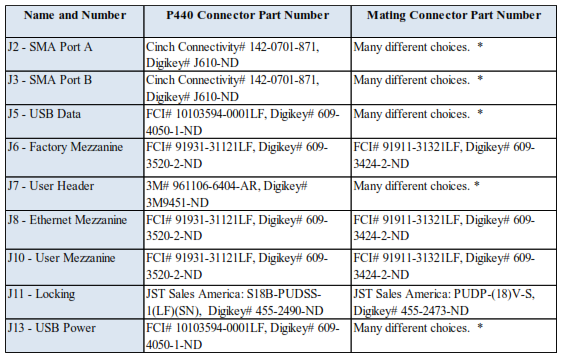 Name and Number P440 Connector Part Number Mating Connector Part Number
J2 - SMA Port A Cinch Connectivity# 142-0701-871, Many different choices. *
Digikey# J610-ND
J3 - SMA Port B Cinch Connectivity# 142-0701-871, Many different choices. *
Digikey# J610-ND
J5 - USB Data FCI# 10103594-0001LF, Digikey# 609- Many different choices. *
4050-1-ND
J6 - Factory Mezzanine FCI# 91931-31121LF, Digikey# 609- FCI# 91911-31321LF, Digikey# 609-
3520-2-ND 3424-2-ND
J7 - User Header 3M# 961106-6404-AR, Digikey# Many different choices. *
3M9451-ND
J8 - Ethernet Mezzanine FCI# 91931-31121LF, Digikey# 609- FCI# 91911-31321LF, Digikey# 609-
3520-2-ND 3424-2-ND
J10 - User Mezzanine FCI# 91931-31121LF, Digikey# 609- FCI# 91911-31321LF, Digikey# 609-
3520-2-ND 3424-2-ND
J11 - Locking JST Sales America: S18B-PUDSS- JST Sales America: PUDP-(18)V-S,
1(LF)(SN), Digikey# 455-2490-ND Digikey# 455-2473-ND
J13 - USB Power FCI# 10103594-0001LF, Digikey# 609- Many different choices. *
4050-1-ND